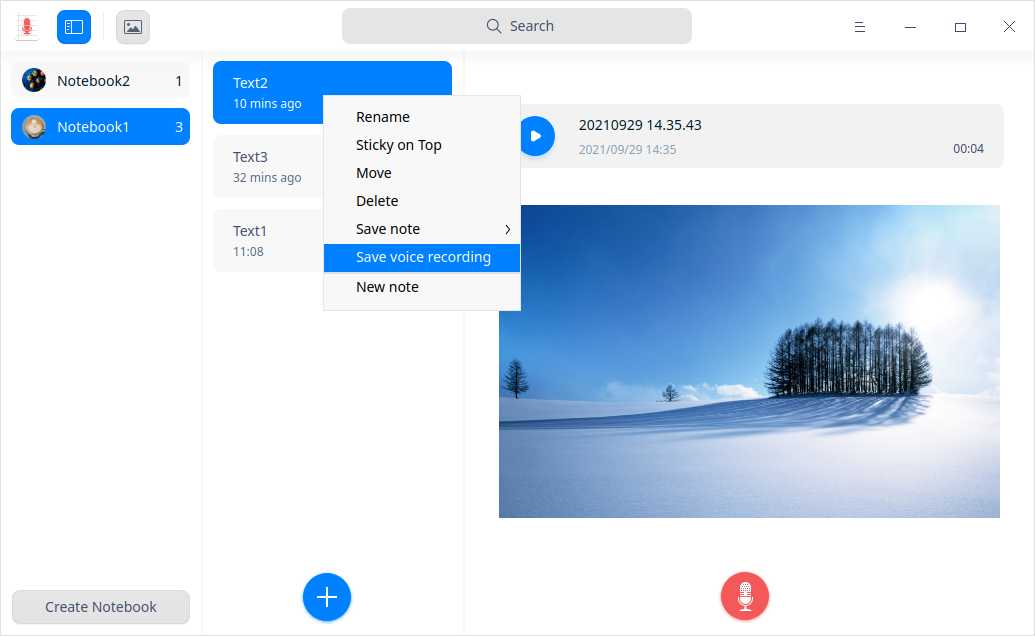 Search
Notebook2 1
Notebook1 3
Create Notebook
Text2
10 mins ago
Text3
32 mins ago
Text1
11:08
Rename
Sticky on Top
Move
Delete
Save note
Save voice recording
New note
20210929 14.35.43
2021/09/29 14:35
00:04